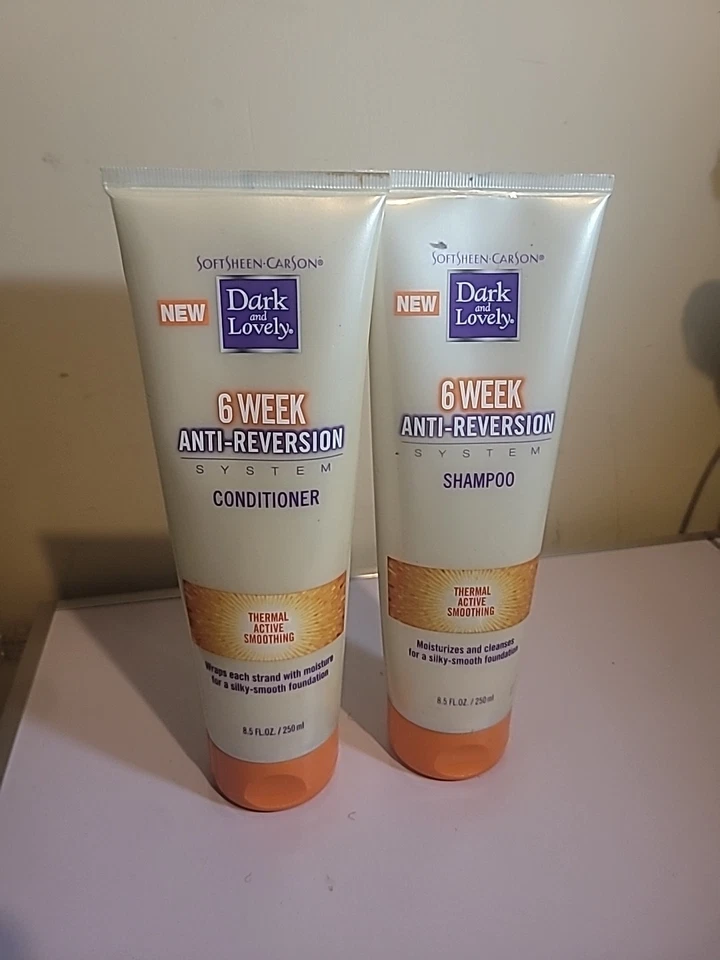 SOFTSHEEN·CARSON®
NEW
Dark
and
Lovely®
6 WEEK
ANTI-REVERSION
SYSTEM
CONDITIONER
THERMAL
ACTIVE
SMOOTHING
Wraps each strand with moisture
for a silky-smooth foundation
8.5 FL.OZ. / 250 ml
SOFTSHEEN·CARSON®
NEW
Dark
and
Lovely®
6 WEEK
ANTI-REVERSION
SYSTEM
SHAMPOO
THERMAL
ACTIVE
SMOOTHING
Moisturizes and cleanses
for a silky-smooth foundation
8.5 FL.OZ. / 250 ml